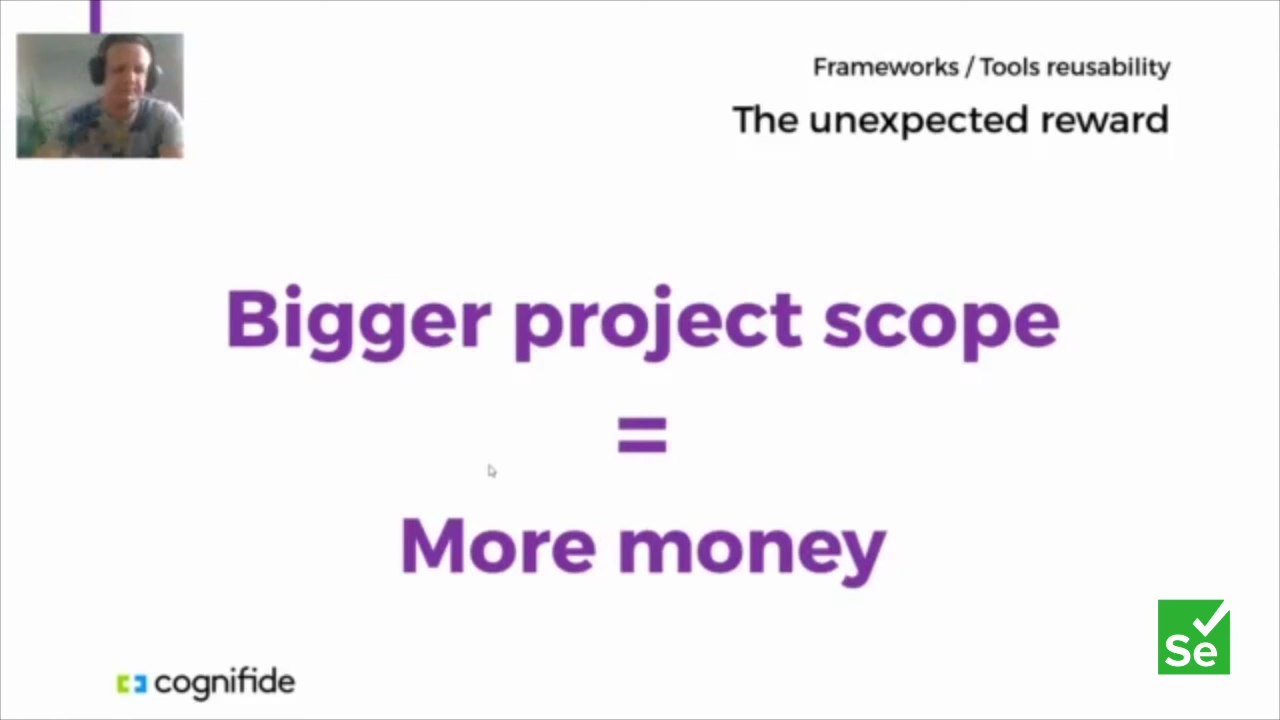 Frameworks / Tools reusability
The unexpected reward
Bigger project scope
=
More money
cognifide
Se